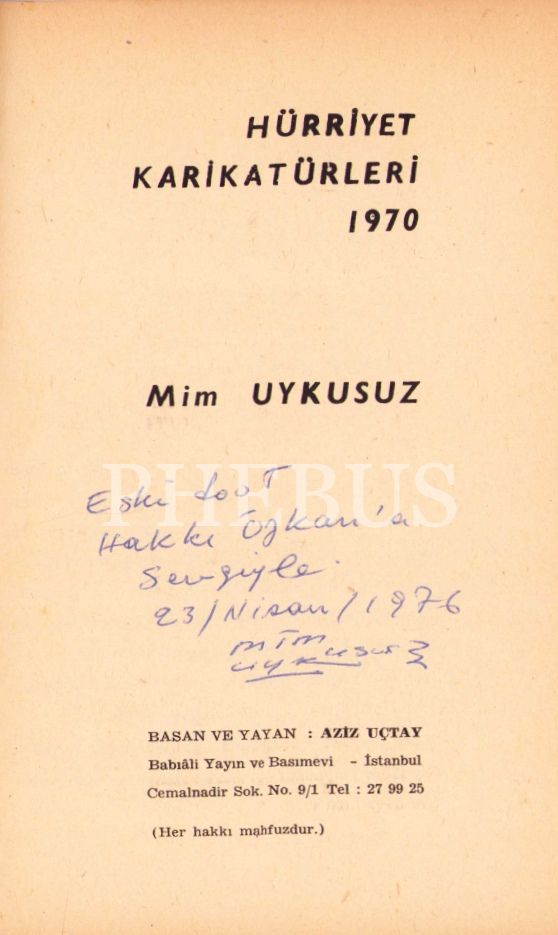 HÜRRİYET
KARİKATÜRLERİ
1970
Mim UYKUSUZ
PHEBUS
Eski dost
Hakkı Özkan'a
Sevgiyle.
23/Nisan/1976
mim
uykusuz
BASAN VE YAYAN : AZİZ UÇTAY
Babıâli Yayın ve Basımevi - İstanbul
Cemalnadir Sok. No. 9/1 Tel : 27 99 25
(Her hakkı mahfuzdur.)